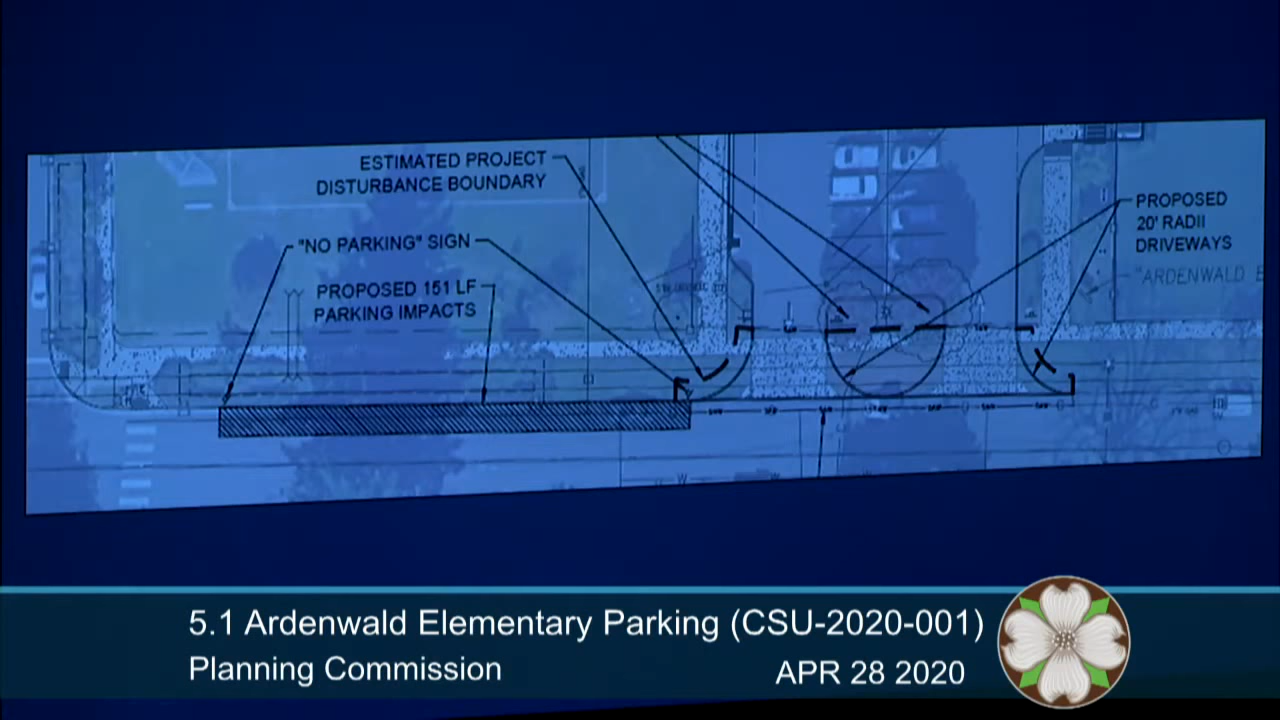 ESTIMATED PROJECT
DISTURBANCE BOUNDARY
"NO PARKING" SIGN
PROPOSED 151 LF
PARKING IMPACTS
PROPOSED
20' RADII
DRIVEWAYS
"ARDENWALD E
W
W
5.1 Ardenwald Elementary Parking (CSU-2020-001)
Planning Commission
APR 28 2020